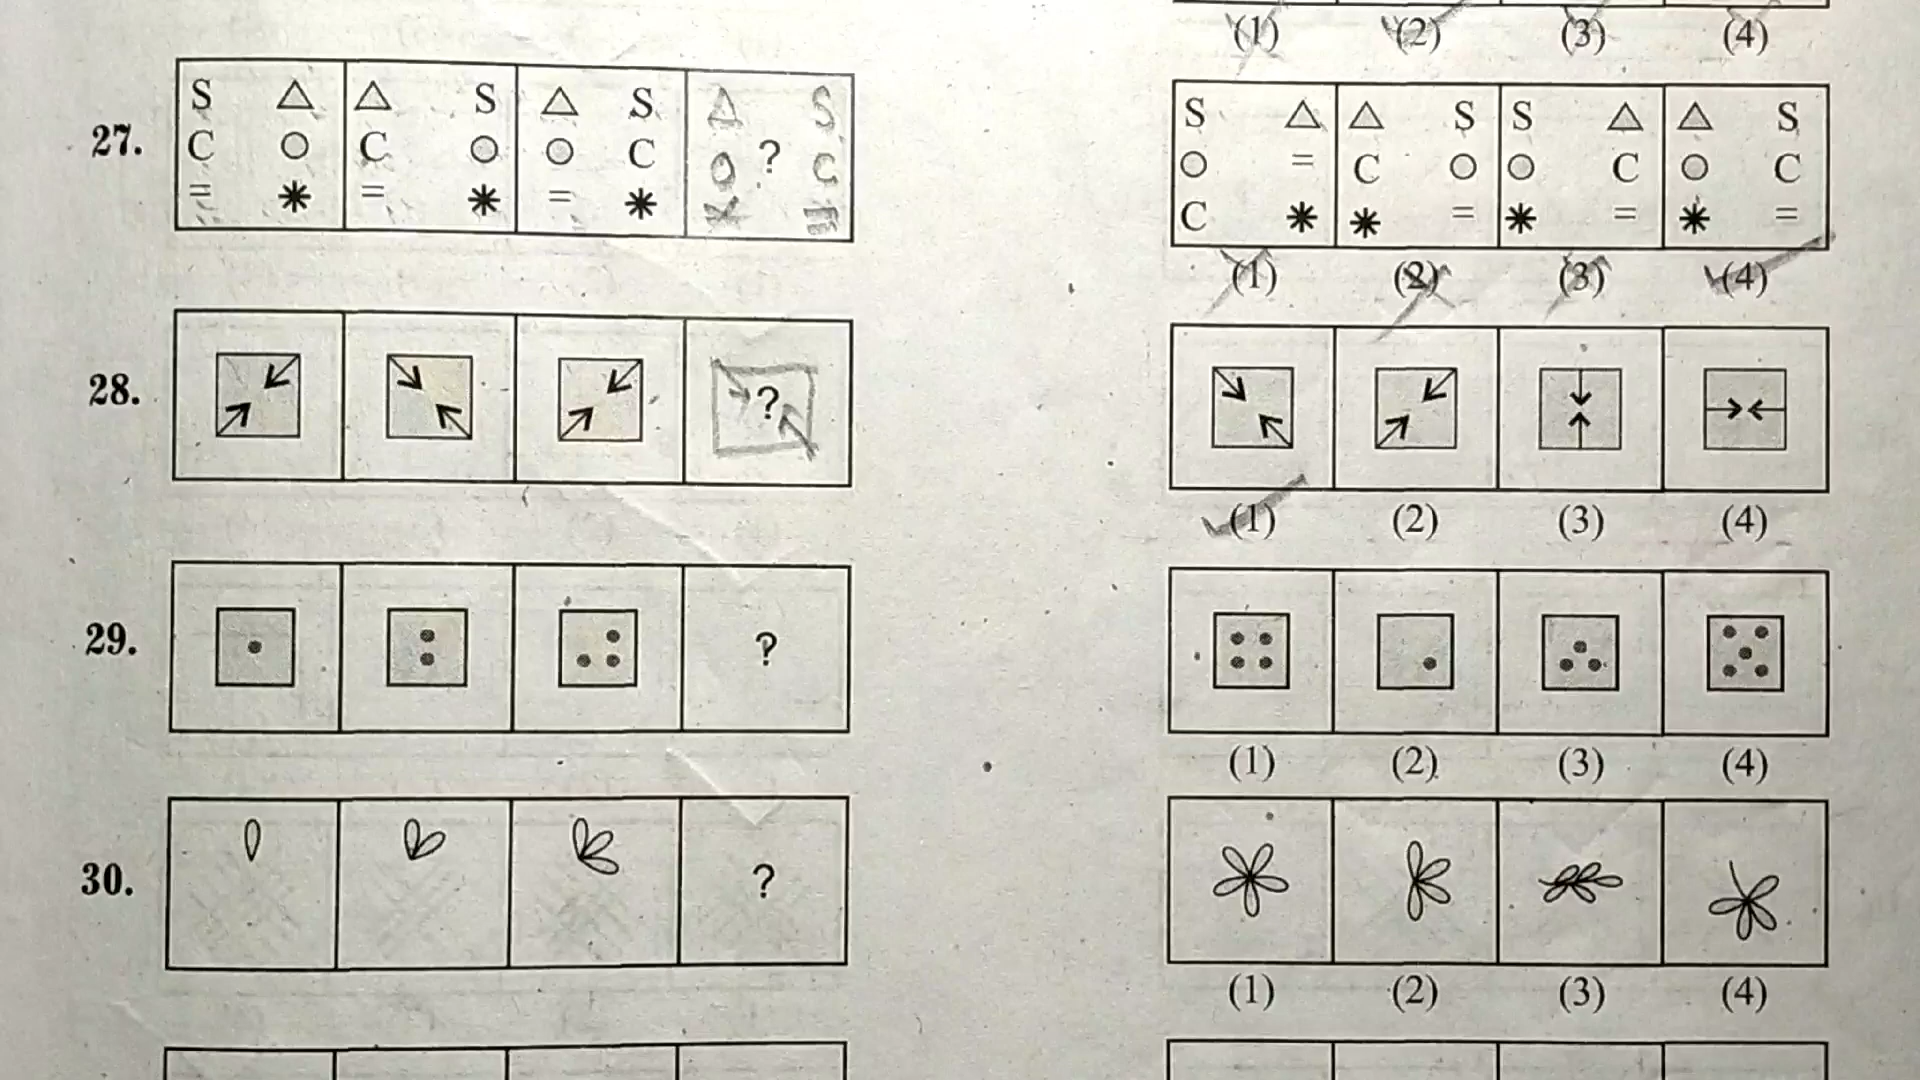 (1) (2) (3) (4)
27.
S △ △ S △ S △ S
C ○ C ○ ○ C ○ ? C
= * = * = * * =
S △ △ S S △ △ S
○ = C ○ ○ C ○ C
C * * = * = * =
(1) (2) (3) (4)
28. ?
(1) (2) (3) (4)
29. ?
(1) (2) (3) (4)
30. ?
(1) (2) (3) (4)